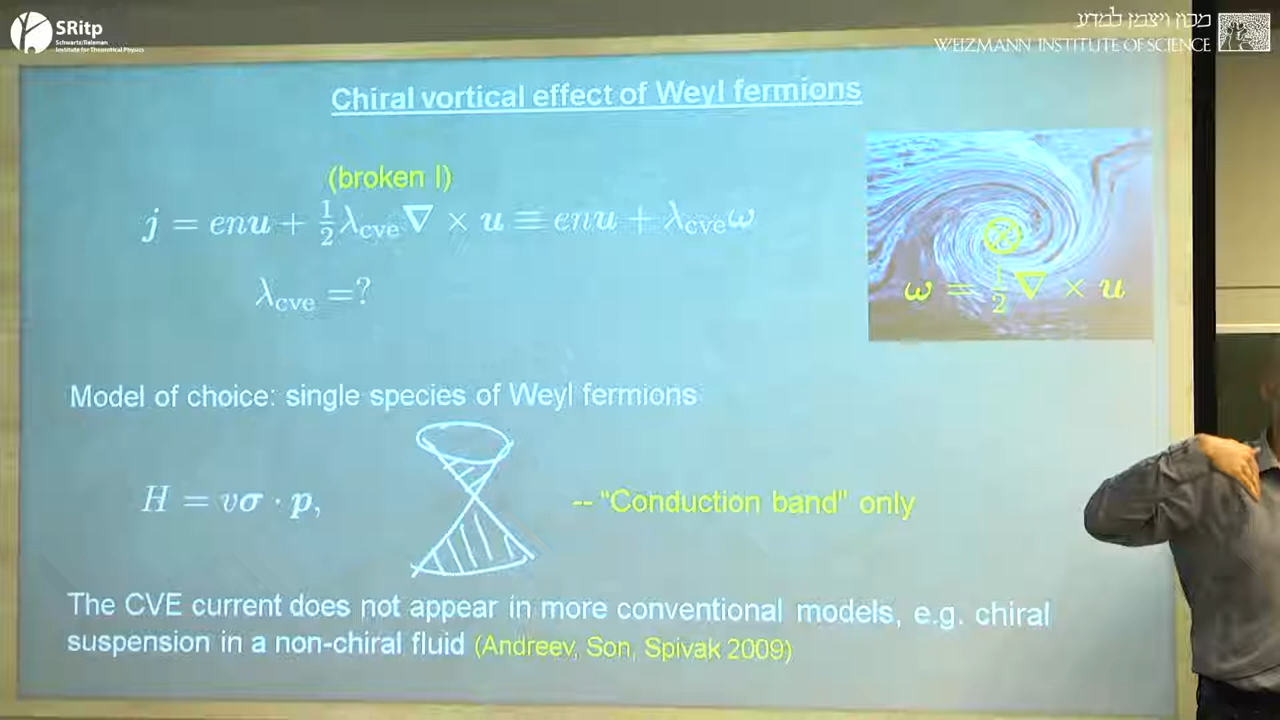 SRitp
Schwartz/Reisman
Institute for Theoretical Physics
מכון ויצמן למדע
WEIZMANN INSTITUTE OF SCIENCE
Chiral vortical effect of Weyl fermions
(broken I)
j = enu + ½λcve∇ × u ≡ enu + λcveω
λcve =?
ω = ½∇ × u
Model of choice: single species of Weyl fermions
H = vσ · p,
-- "Conduction band" only
The CVE current does not appear in more conventional models, e.g. chiral
suspension in a non-chiral fluid (Andreev, Son, Spivak 2009)